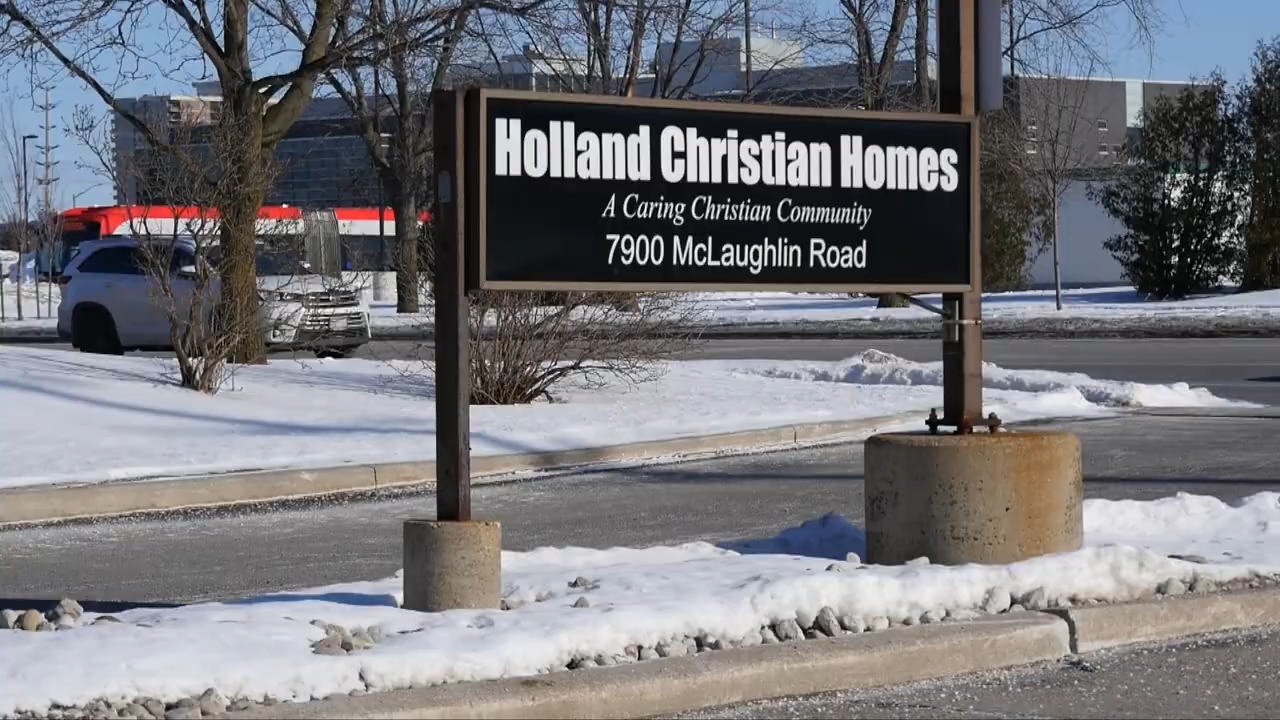 Holland Christian Homes
A Caring Christian Community
7900 McLaughlin Road